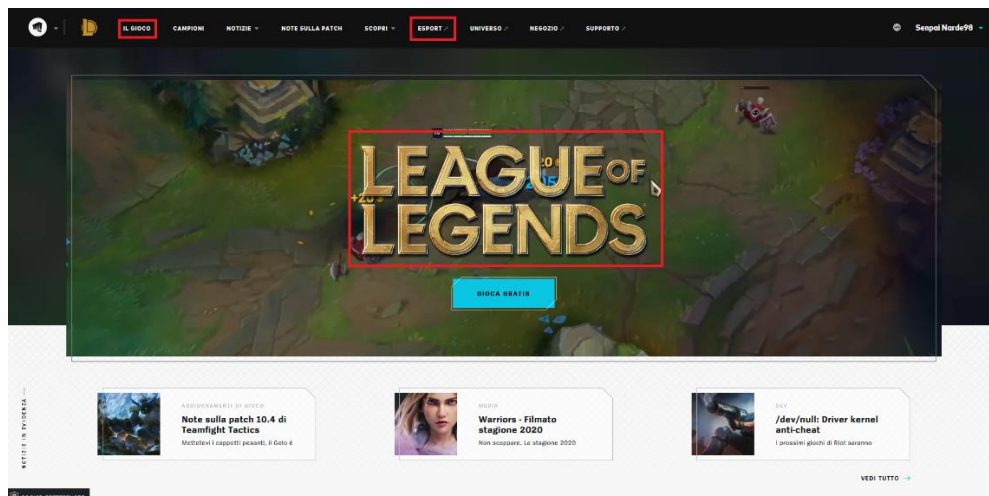 IL GIOCO CAMPIONI NOTIZIE NOTE SULLA PATCH SCOPRI ESPORT UNIVERSO NEGOZIO SUPPORTO Senpai Narde98
+20
20
LEAGUE OF
LEGENDS
GIOCA GRATIS
NOTIZIE IN EVIDENZA
AGGIORNAMENTI DI GIOCO
Note sulla patch 10.4 di
Teamfight Tactics
Mettetevi i cappotti pesanti, il Gelo è
MEDIA
Warriors - Filmato
stagione 2020
Non scappare. La stagione 2020
DEV
/dev/null: Driver kernel
anti-cheat
I prossimi giochi di Riot saranno
VEDI TUTTO